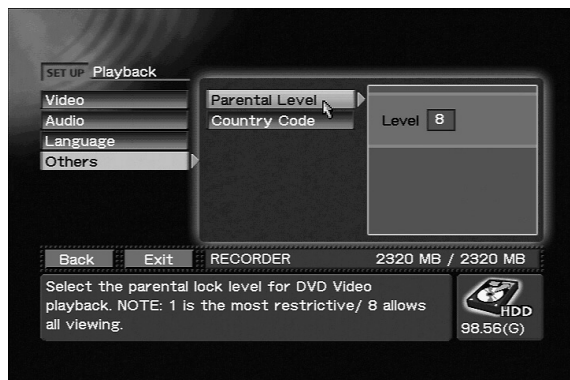 SET UP Playback
Video
Audio
Language
Others
Parental Level
Country Code
Level 8
Back
Exit
RECORDER
2320 MB / 2320 MB
Select the parental lock level for DVD Video
playback. NOTE: 1 is the most restrictive/ 8 allows
all viewing.
HDD
98.56(G)